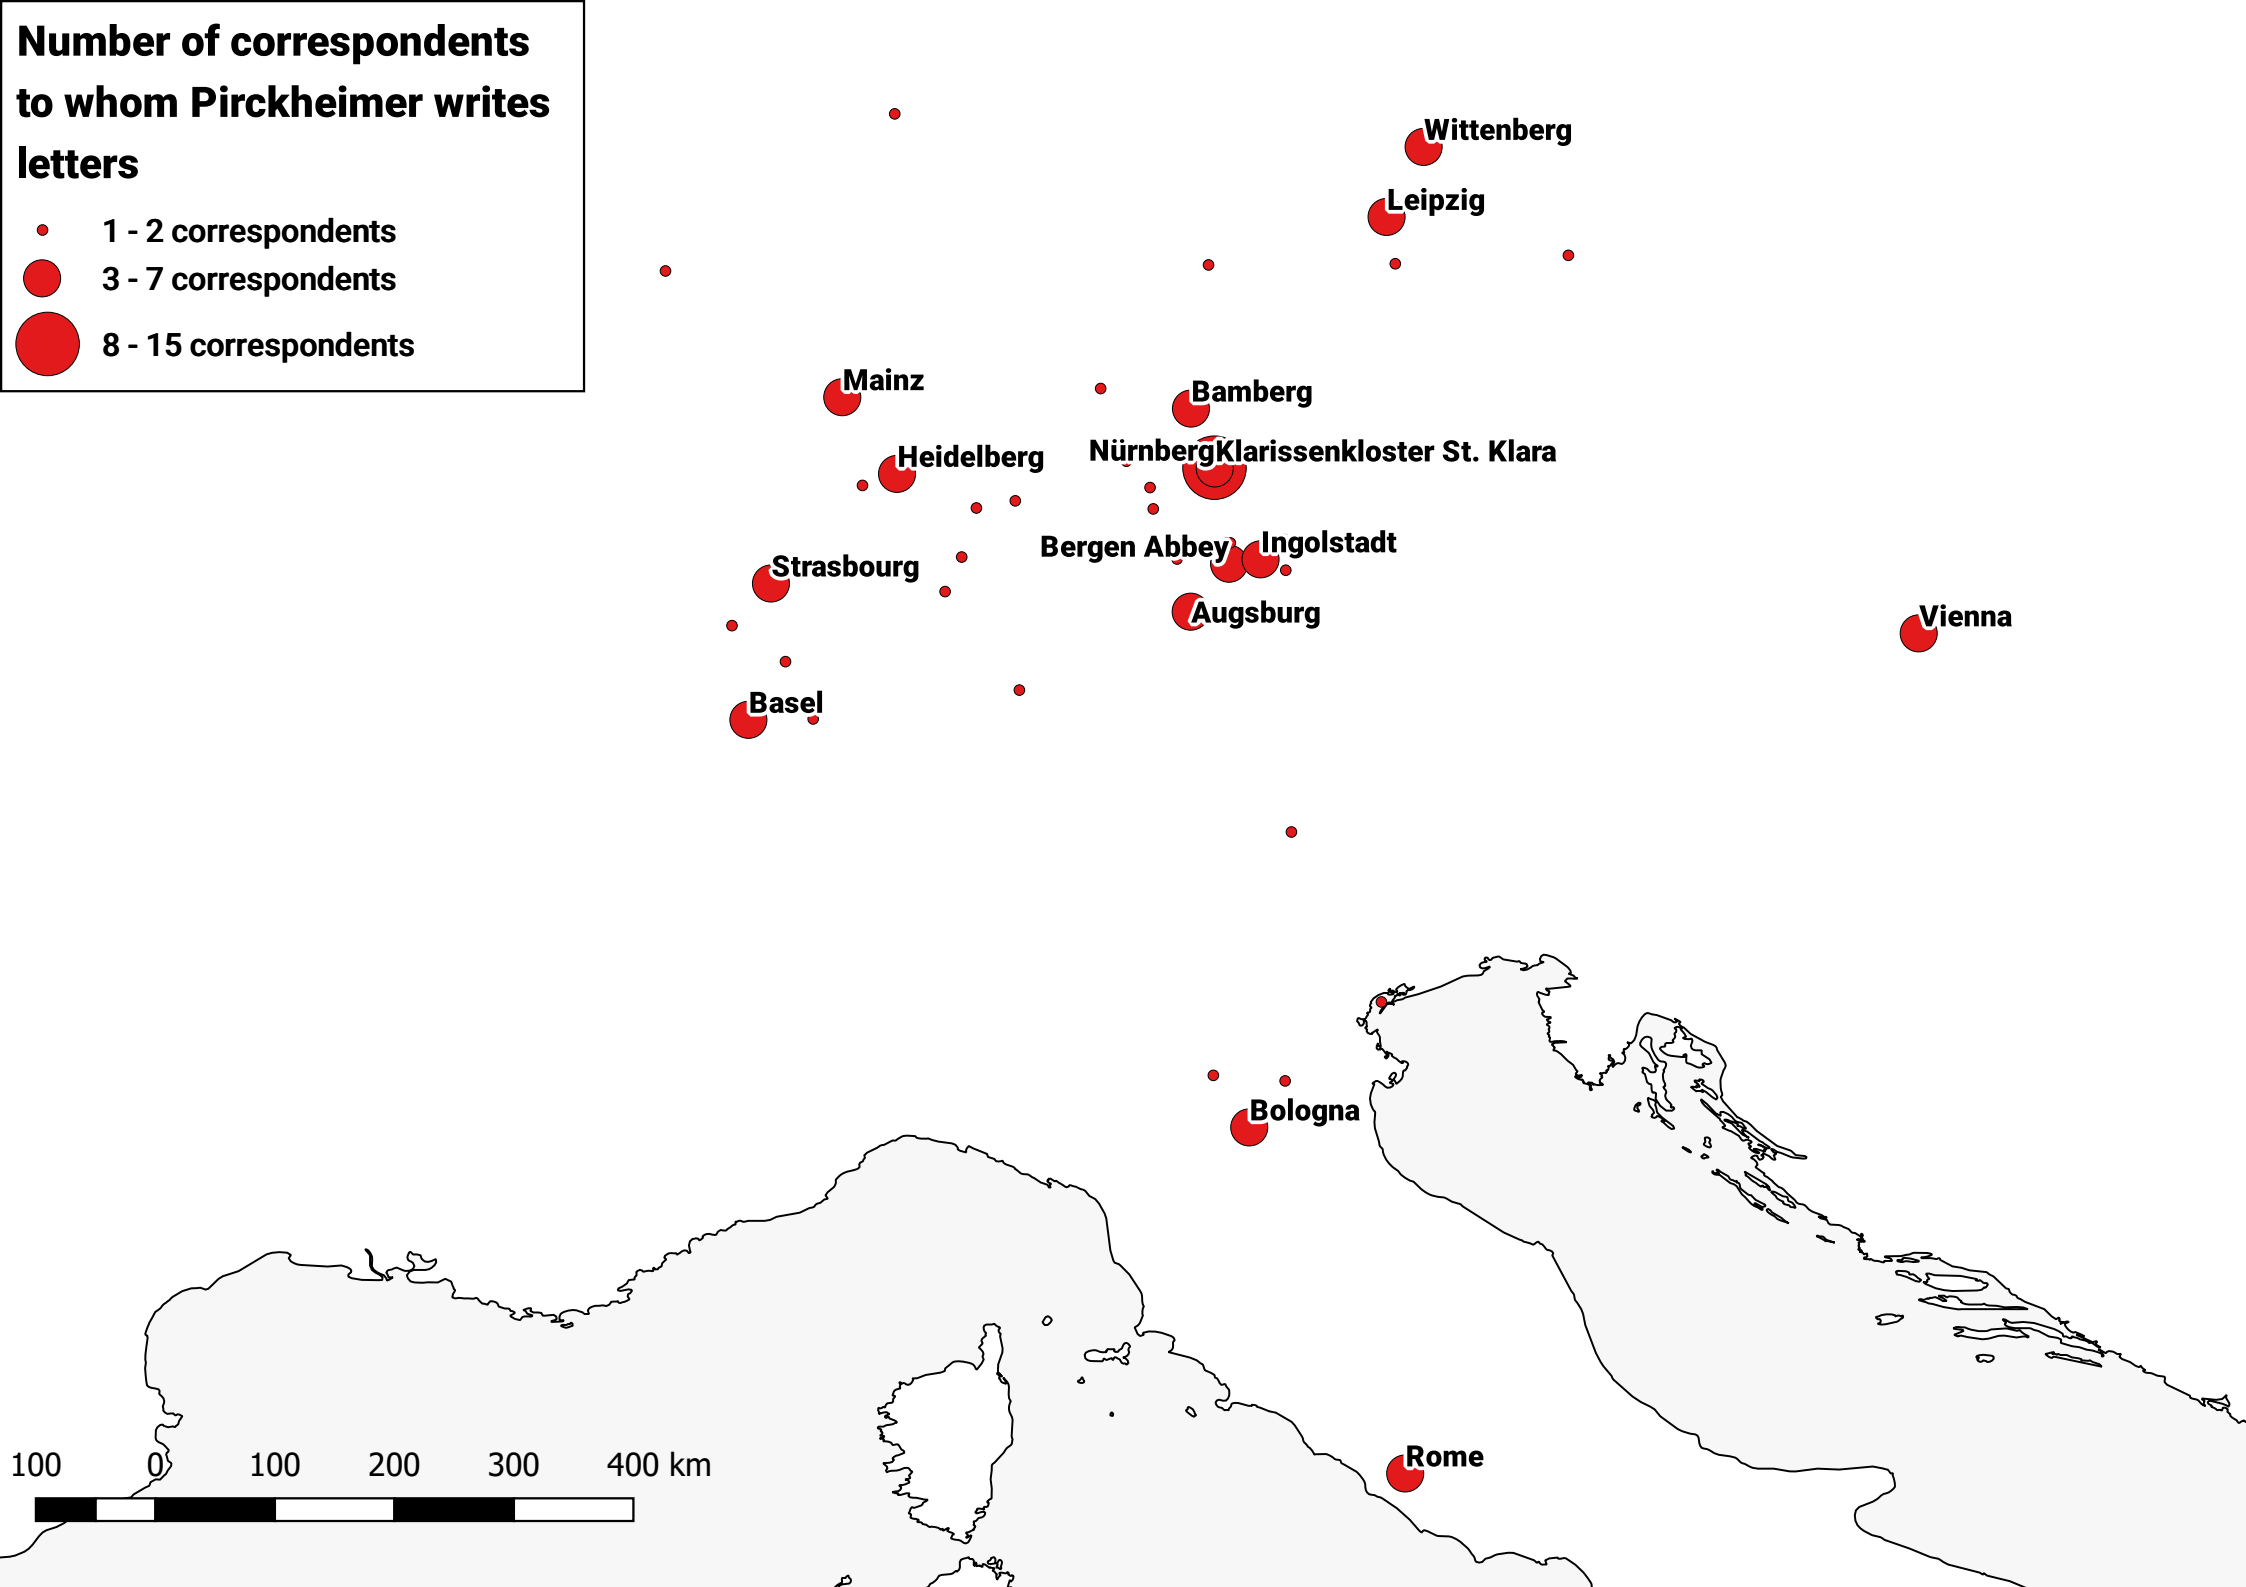 Number of correspondents
to whom Pirckheimer writes
letters
1 - 2 correspondents
3 - 7 correspondents
8 - 15 correspondents
Wittenberg
Leipzig
Mainz
Bamberg
Nürnberg
Klarissenkloster St. Klara
Heidelberg
Bergen Abbey
Ingolstadt
Strasbourg
Augsburg
Vienna
Basel
Bologna
Rome
100 0 100 200 300 400 km